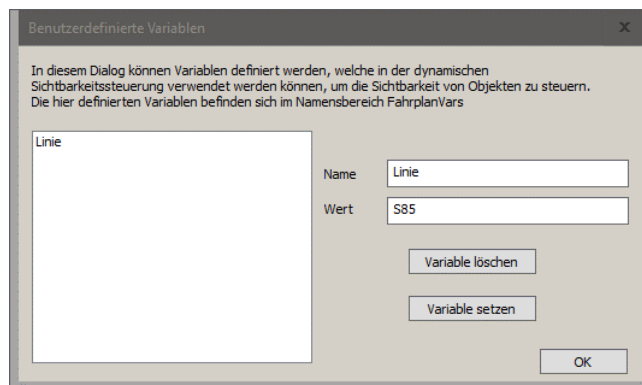 Benutzerdefinierte Variablen
X
In diesem Dialog können Variablen definiert werden, welche in der dynamischen
Sichtbarkeitssteuerung verwendet werden können, um die Sichtbarkeit von Objekten zu steuern.
Die hier definierten Variablen befinden sich im Namensbereich FahrplanVars
Linie
Name
Linie
Wert
S85
Variable löschen
Variable setzen
OK